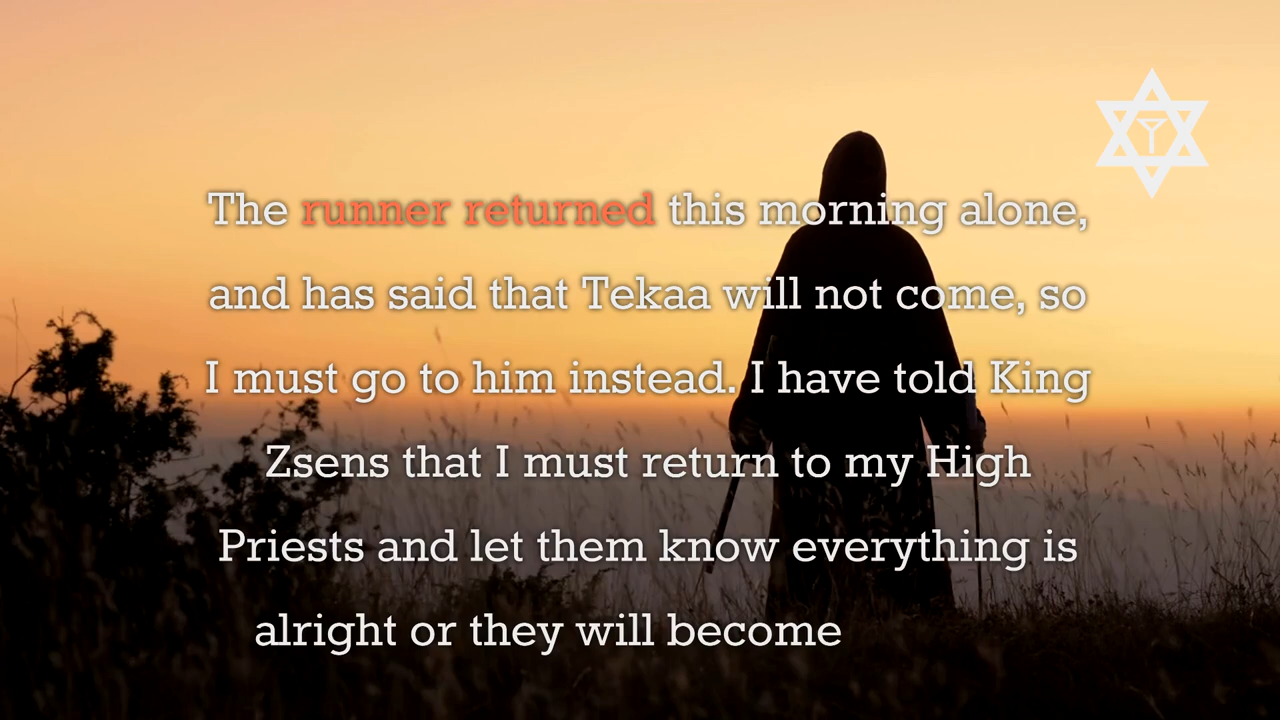 The runner returned this morning alone,
and has said that Tekaa will not come, so
I must go to him instead. I have told King
Zsens that I must return to my High
Priests and let them know everything is
alright or they will become